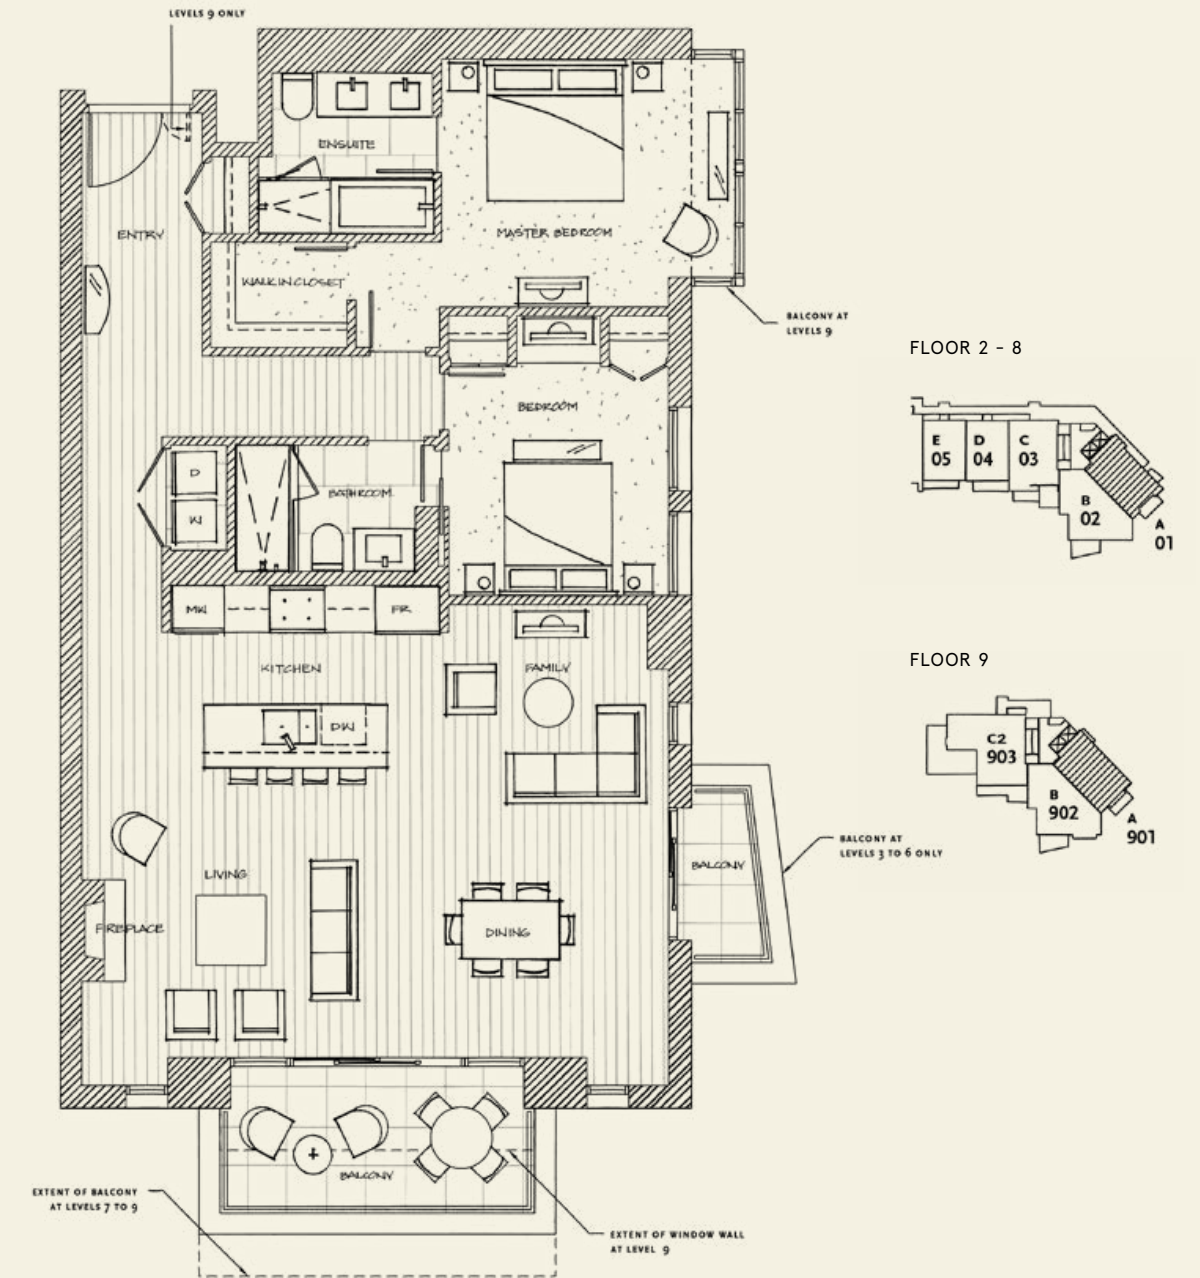 LEVELS 9 ONLY
ENSUITE
ENTRY
MASTER BEDROOM
WALK IN CLOSET
BALCONY AT
LEVELS 9
FLOOR 2 - 8
E
05
D
04
C
03
B
02
A
01
BEDROOM
D
W
BATHROOM
MW
FR
KITCHEN
FAMILY
DW
FLOOR 9
C2
903
B
902
A
901
BALCONY AT
LEVELS 3 TO 6 ONLY
BALCONY
LIVING
FIREPLACE
DINING
BALCONY
EXTENT OF BALCONY
AT LEVELS 7 TO 9
EXTENT OF WINDOW WALL
AT LEVEL 9